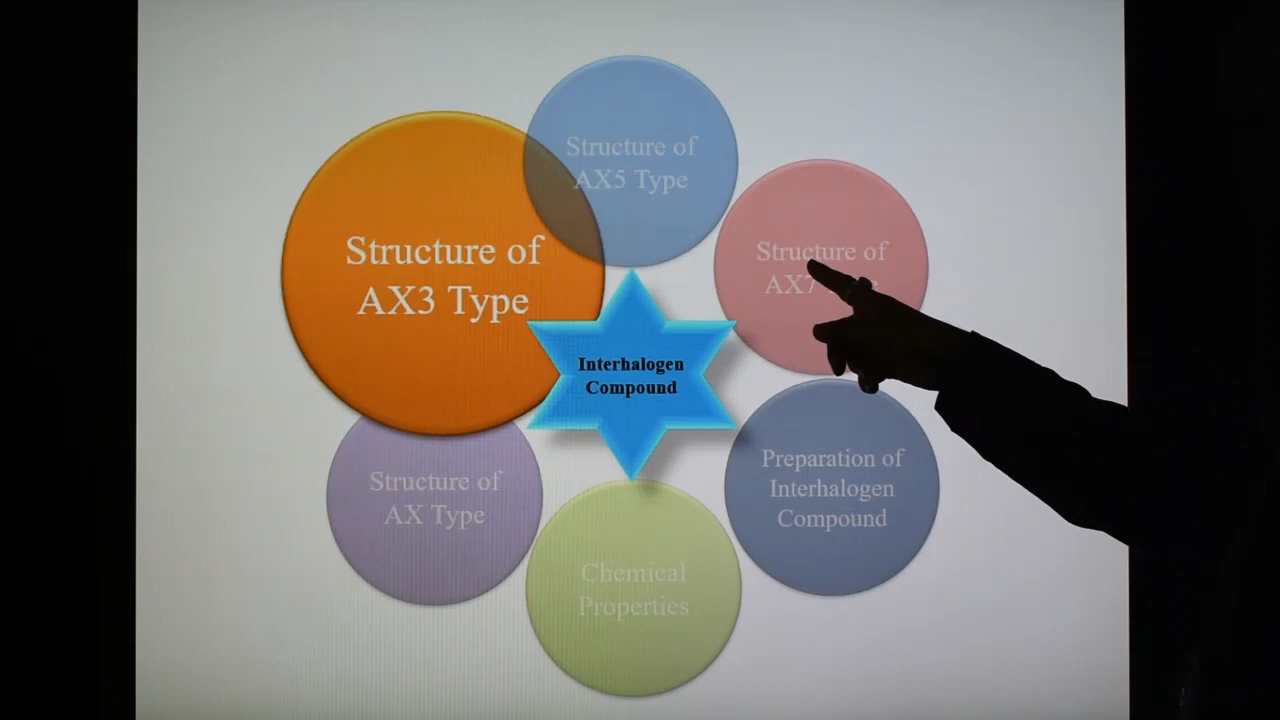 Structure of
AX5 Type
Structure of
AX3 Type
Structure of
AX7
Interhalogen
Compound
Preparation of
Interhalogen
Compound
Structure of
AX Type
Chemical
Properties